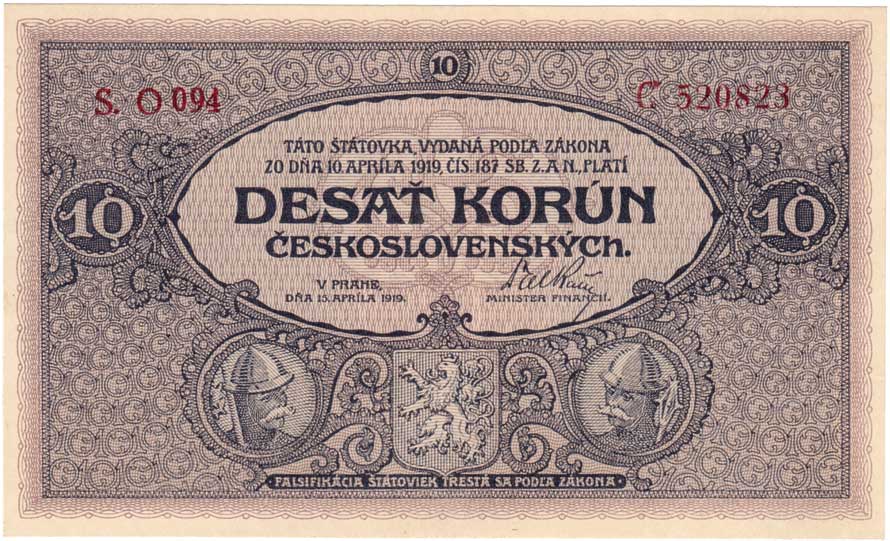 10
S. O 094
Č 520823
TÁTO ŠTÁTOVKA, VYDANÁ PODĽA ZÁKONA
ZO DŇA 10. APRÍLA 1919, ČÍS. 187 SB. Z. A N., PLATÍ
10
DESAŤ KORÚN
10
ČESKOSLOVENSKÝCH.
V PRAHE,
DŇA 15. APRÍLA 1919.
MINISTER FINANCIÍ.
FALSIFIKÁCIA ŠTÁTOVIEK TRESTÁ SA PODĽA ZÁKONA